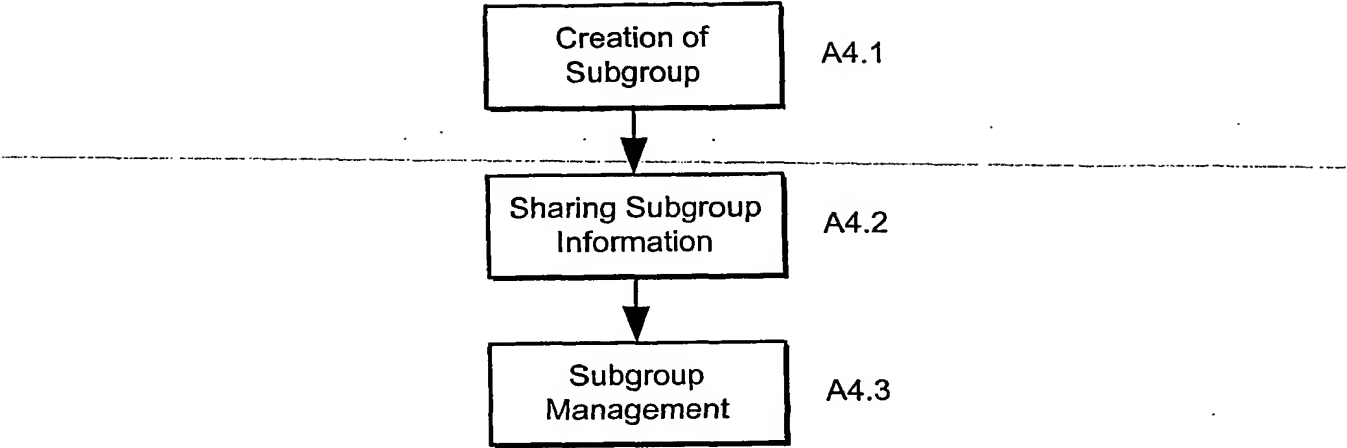 Creation of
Subgroup
A4.1
Sharing Subgroup
Information
A4.2
Subgroup
Management
A4.3